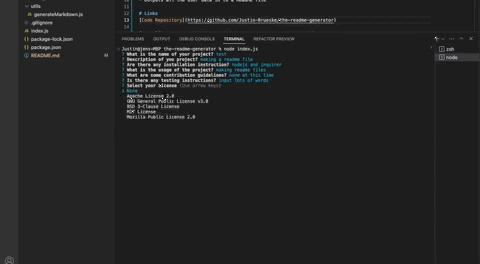 utils
generateMarkdown.js
.gitignore
index.js
package-lock.json
package.json
README.md M
11
12 # Links
13 [Code Repository](https://github.com/Justin-Hruaska/the-readme-generator)
14
PROBLEMS OUTPUT DEBUG CONSOLE TERMINAL REFACTOR PREVIEW
the-readme-generator % node index.js
? What is the name of your project? test
? Description of you project? making a readme file
? Are there any installation instruction? nodejs and inquirer
? What is the usage of the project? making readme files
? What are some contribution guidelines? none at this time
? Is there any testing instructions? input lots of words
? Select your license (Use arrow keys)
❯ None
Apache License 2.0
GNU General Public License v3.0
BSD 3-Clause License
MIT License
Mozilla Public License 2.0
zsh
node